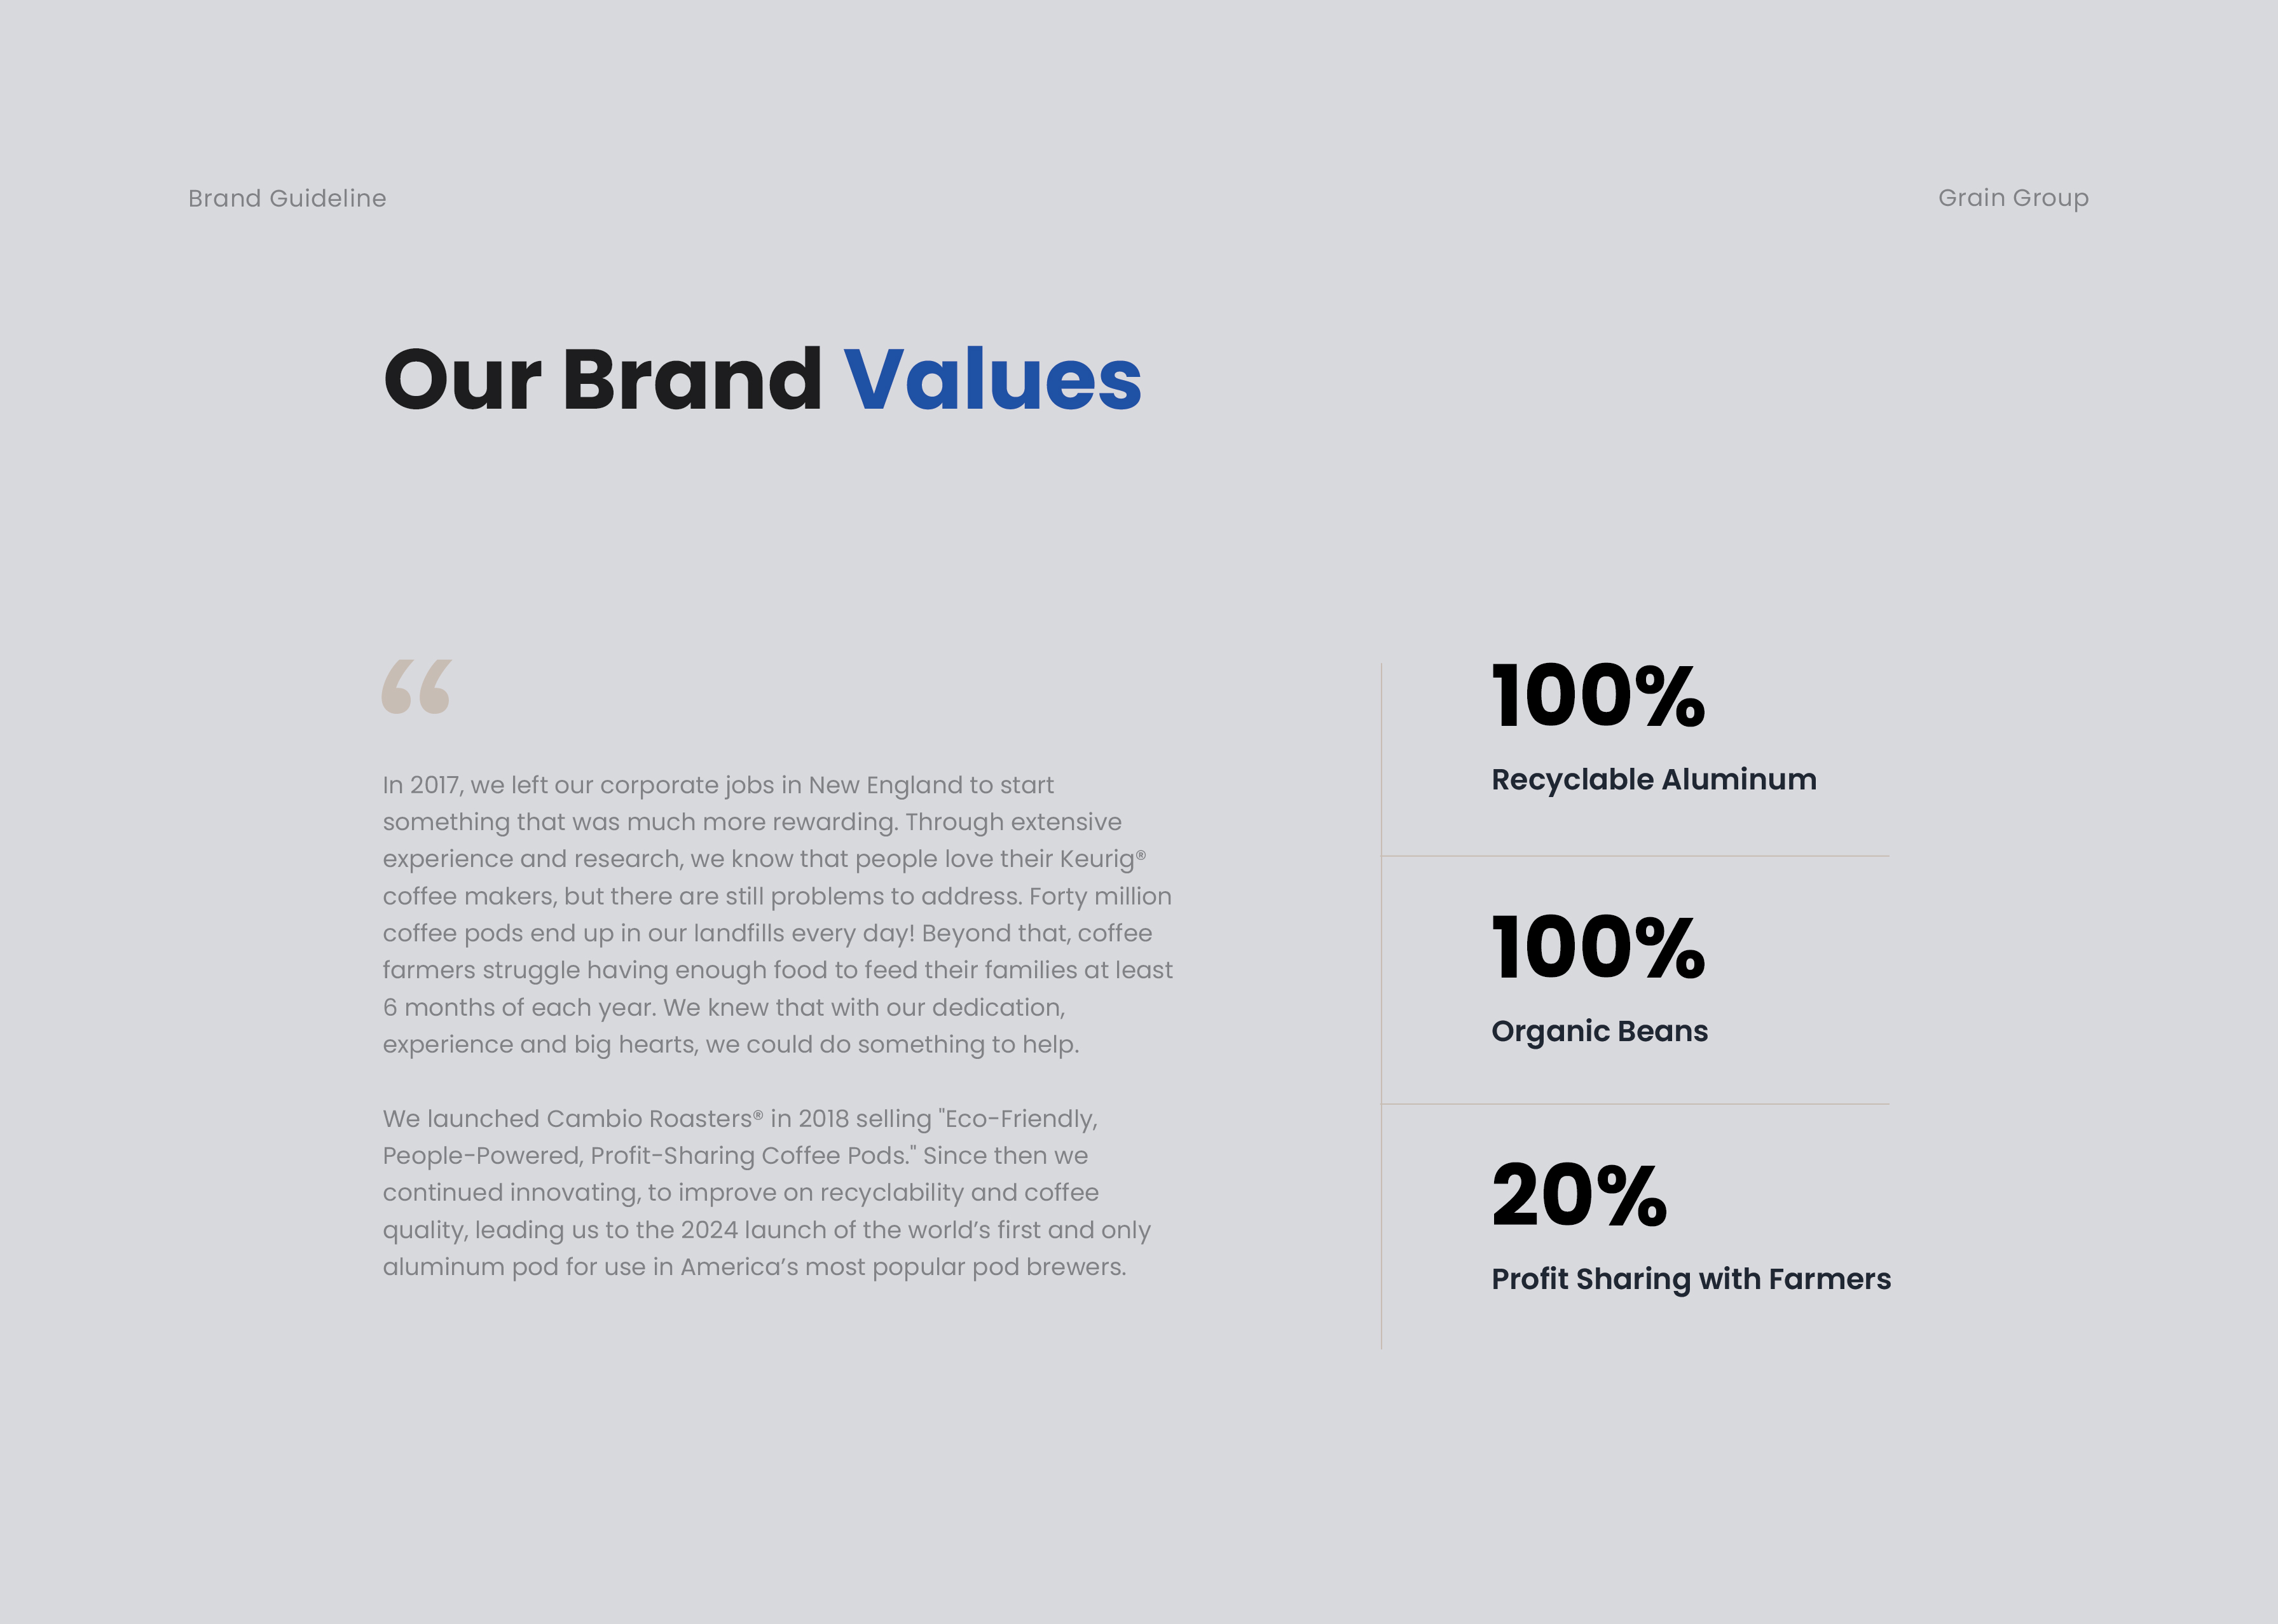 Brand Guideline
Grain Group
Our Brand Values
“
In 2017, we left our corporate jobs in New England to start
something that was much more rewarding. Through extensive
experience and research, we know that people love their Keurig®
coffee makers, but there are still problems to address. Forty million
coffee pods end up in our landfills every day! Beyond that, coffee
farmers struggle having enough food to feed their families at least
6 months of each year. We knew that with our dedication,
experience and big hearts, we could do something to help.
We launched Cambio Roasters® in 2018 selling "Eco-Friendly,
People-Powered, Profit-Sharing Coffee Pods." Since then we
continued innovating, to improve on recyclability and coffee
quality, leading us to the 2024 launch of the world’s first and only
aluminum pod for use in America’s most popular pod brewers.
100%
Recyclable Aluminum
100%
Organic Beans
20%
Profit Sharing with Farmers